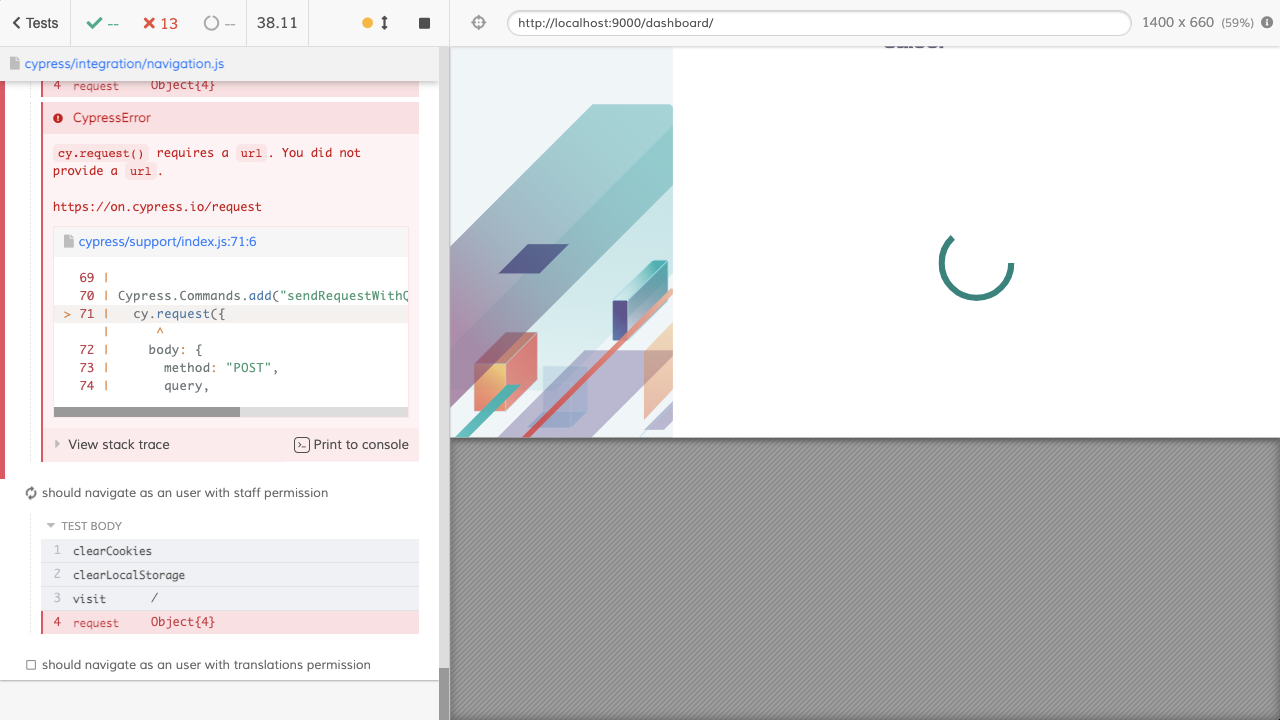 Tests
--
13
--
38.11
http://localhost:9000/dashboard/
1400 x 660 (59%)
cypress/integration/navigation.js
4 request Object{4}
CypressError
cy.request() requires a url. You did not
provide a url.
https://on.cypress.io/request
cypress/support/index.js:71:6
69 |
70 | Cypress.Commands.add("sendRequestWithQ
> 71 | cy.request({
| ^
72 | body: {
73 | method: "POST",
74 | query,
View stack trace
Print to console
should navigate as an user with staff permission
TEST BODY
1 clearCookies
2 clearLocalStorage
3 visit /
4 request Object{4}
should navigate as an user with translations permission